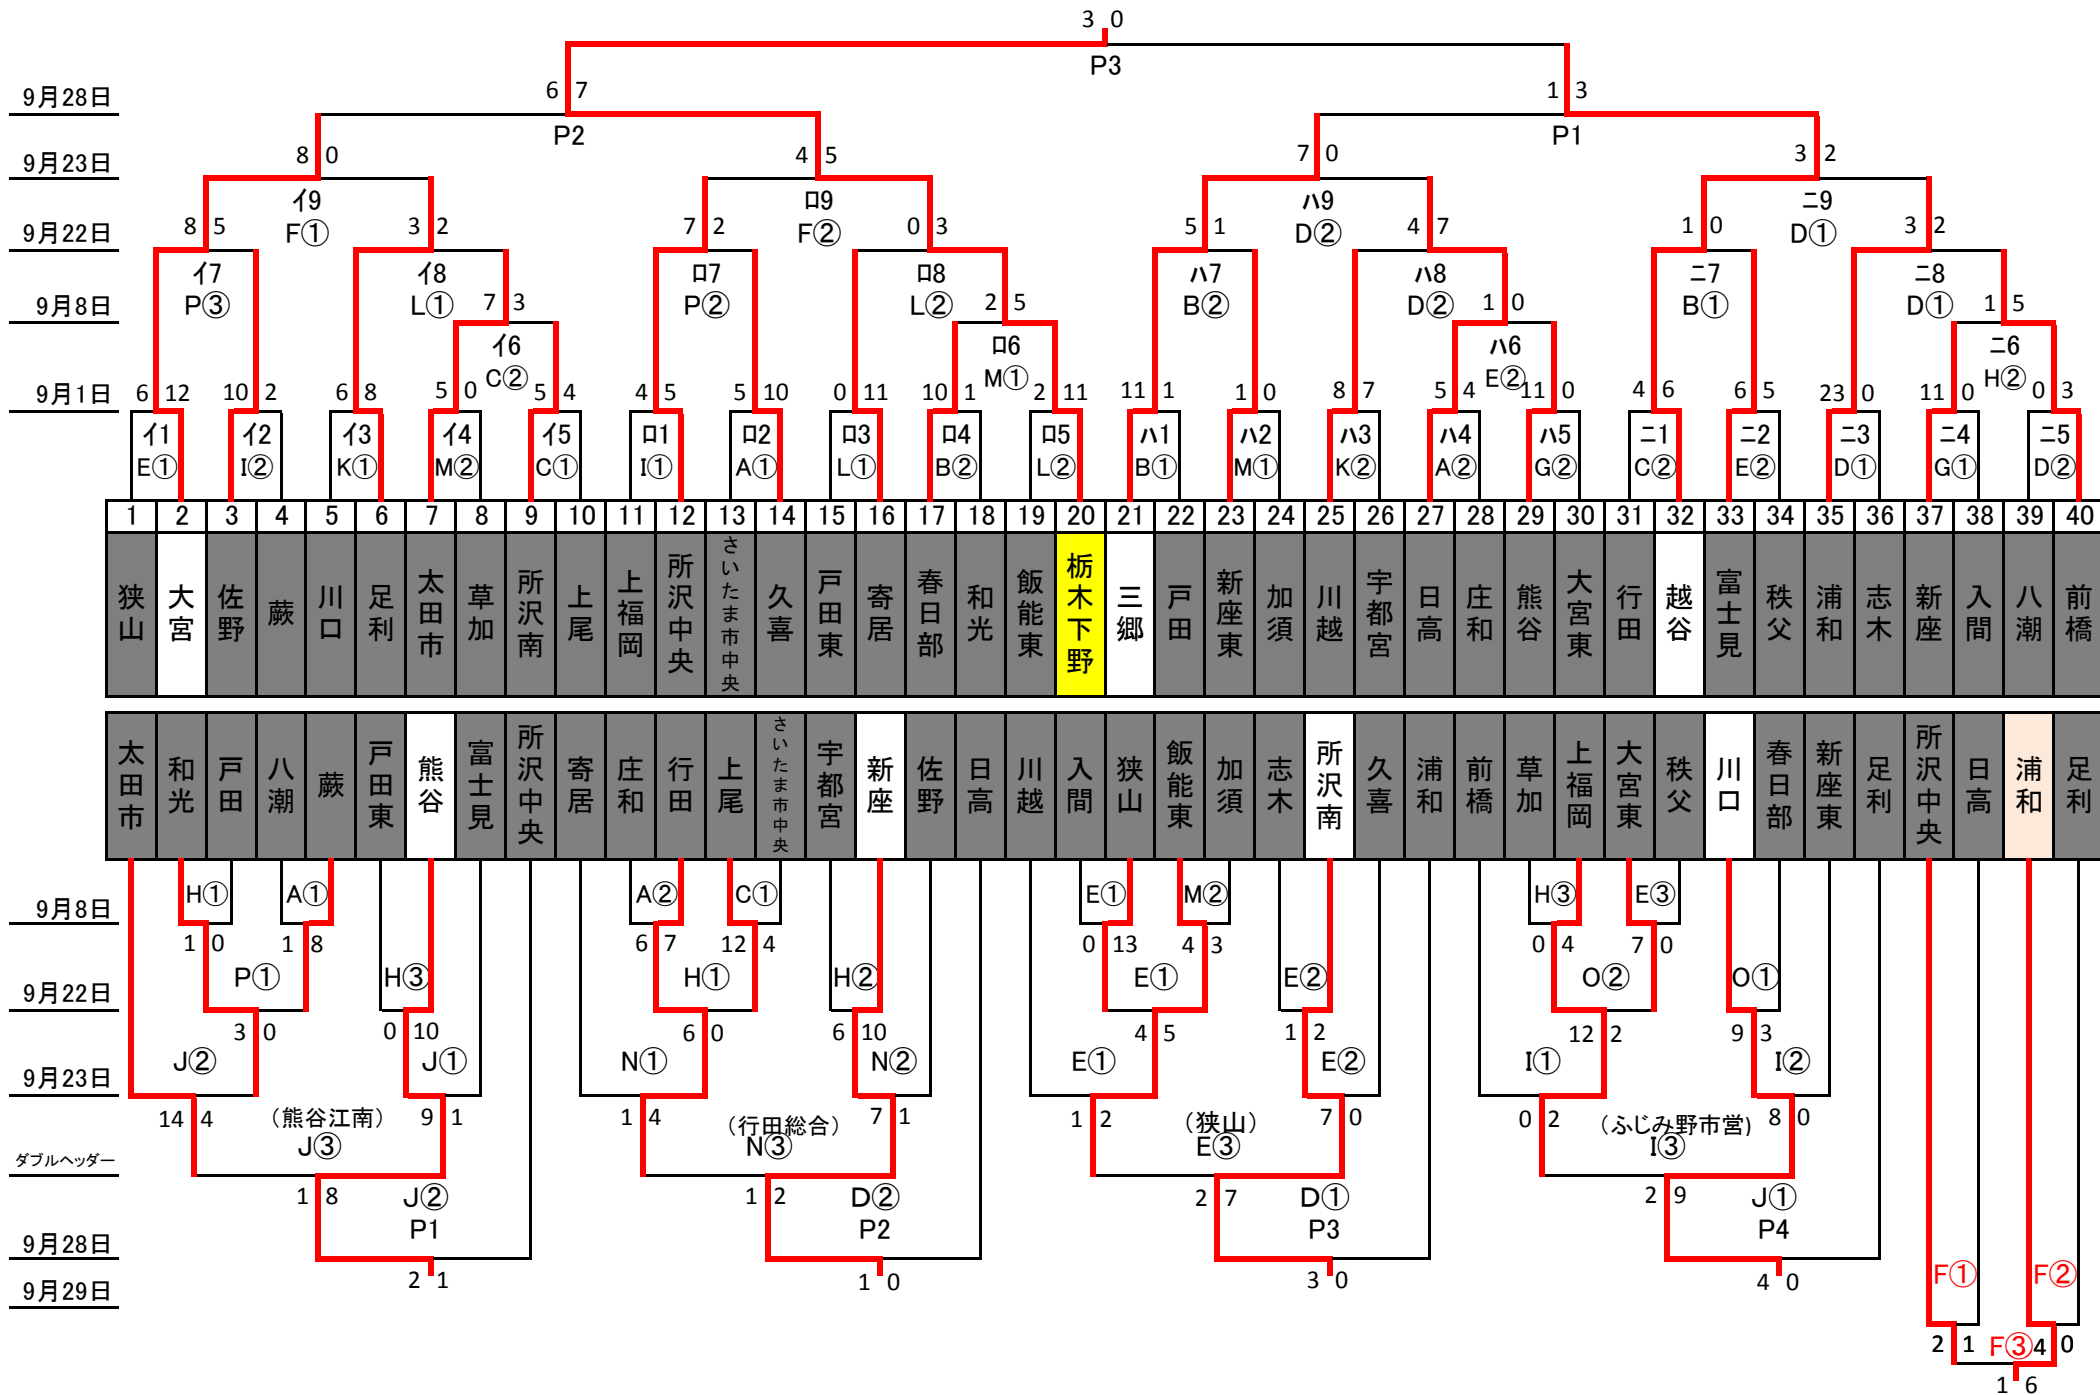 3 0
P3
9月28日 6 7 1 3
P2 P1
9月23日 8 0 4 5 7 0 3 2
イ9 ロ9 ハ9 ニ9
9月22日 8 5 F① 3 2 7 2 F② 0 3 5 1 D② 4 7 1 0 D① 3 2
イ7 イ8 ロ7 ロ8 ハ7 ハ8 ニ7 ニ8
9月8日 P③ L① 7 3 P② L② 2 5 B② D② 1 0 B① D① 1 5
イ6 ロ6 ハ6 ニ6
C② M① E② H②
9月1日 6 12 10 2 6 8 5 0 5 4 4 5 5 10 0 11 10 1 2 11 11 1 1 0 8 7 5 4 11 0 4 6 6 5 23 0 11 0 0 3
イ1 イ2 イ3 イ4 イ5 ロ1 ロ2 ロ3 ロ4 ロ5 ハ1 ハ2 ハ3 ハ4 ハ5 ニ1 ニ2 ニ3 ニ4 ニ5
E① I② K① M② C① I① A① L① B② L② B① M① K② A② G② C② E② D① G① D②
1 2 3 4 5 6 7 8 9 10 11 12 13 14 15 16 17 18 19 20 21 22 23 24 25 26 27 28 29 30 31 32 33 34 35 36 37 38 39 40
狭山 大宮 佐野 蕨 川口 足利 太田市 草加 所沢南 上尾 上福岡 所沢中央 さいたま市中央 久喜 戸田東 寄居 春日部 和光 飯能東 栃木下野 三郷 戸田 新座東 加須 川越 宇都宮 日高 庄和 熊谷 大宮東 行田 越谷 富士見 秩父 浦和 志木 新座 入間 八潮 前橋
太田市 和光 戸田 八潮 蕨 戸田東 熊谷 富士見 所沢中央 寄居 庄和 行田 上尾 さいたま市中央 宇都宮 新座 佐野 日高 川越 入間 狭山 飯能東 加須 志木 所沢南 久喜 浦和 前橋 草加 上福岡 大宮東 秩父 川口 春日部 新座東 足利 所沢中央 日高 浦和 足利
H① A① A② C① E① M② H③ E③
9月8日
1 0 1 8 6 7 12 4 0 13 4 3 0 4 7 0
P① H③ H① H② E① E② O② O①
9月22日
3 0 0 10 6 0 6 10 4 5 1 2 12 2 9 3
J② J① N① N② E① E② I① I②
9月23日
14 4 (熊谷江南) 9 1 1 4 (行田総合) 7 1 1 2 (狭山) 7 0 0 2 (ふじみ野市営) 8 0
J③ N③ E③ I③
ダブルヘッダー
1 8 J② 1 2 D② 2 7 D① 2 9 J①
P1 P2 P3 P4
9月28日
2 1 1 0 3 0 4 0 F① F②
9月29日
2 1 F③ 4 0
1 6